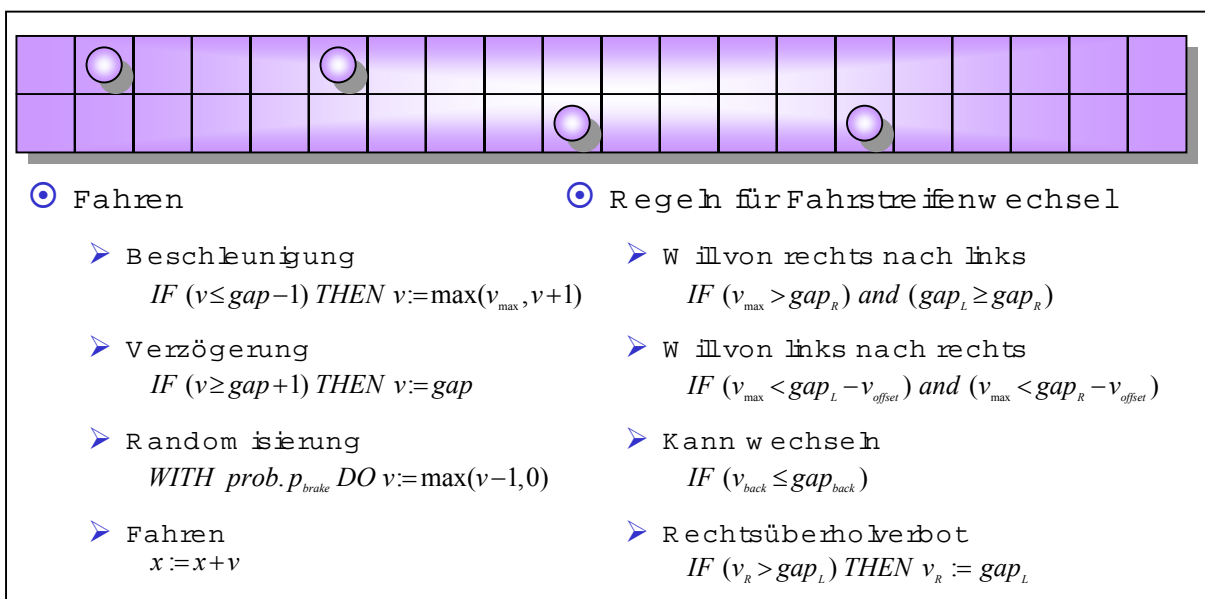 Fahren
Beschleunigung
IF (v≤gap−1) THEN v:=max(v_max,v+1)
Verzögerung
IF (v≥gap+1) THEN v:=gap
Randomisierung
WITH prob. p_brake DO v:=max(v−1,0)
Fahren
x:=x+v
Regeln für Fahrstreifenwechsel
Will von rechts nach links
IF (v_max>gap_R) and (gap_L≥gap_R)
Will von links nach rechts
IF (v_max<gap_L−v_offset) and (v_max<gap_R−v_offset)
Kann wechseln
IF (v_back≤gap_back)
Rechtsüberholverbot
IF (v_R>gap_L) THEN v_R:=gap_L